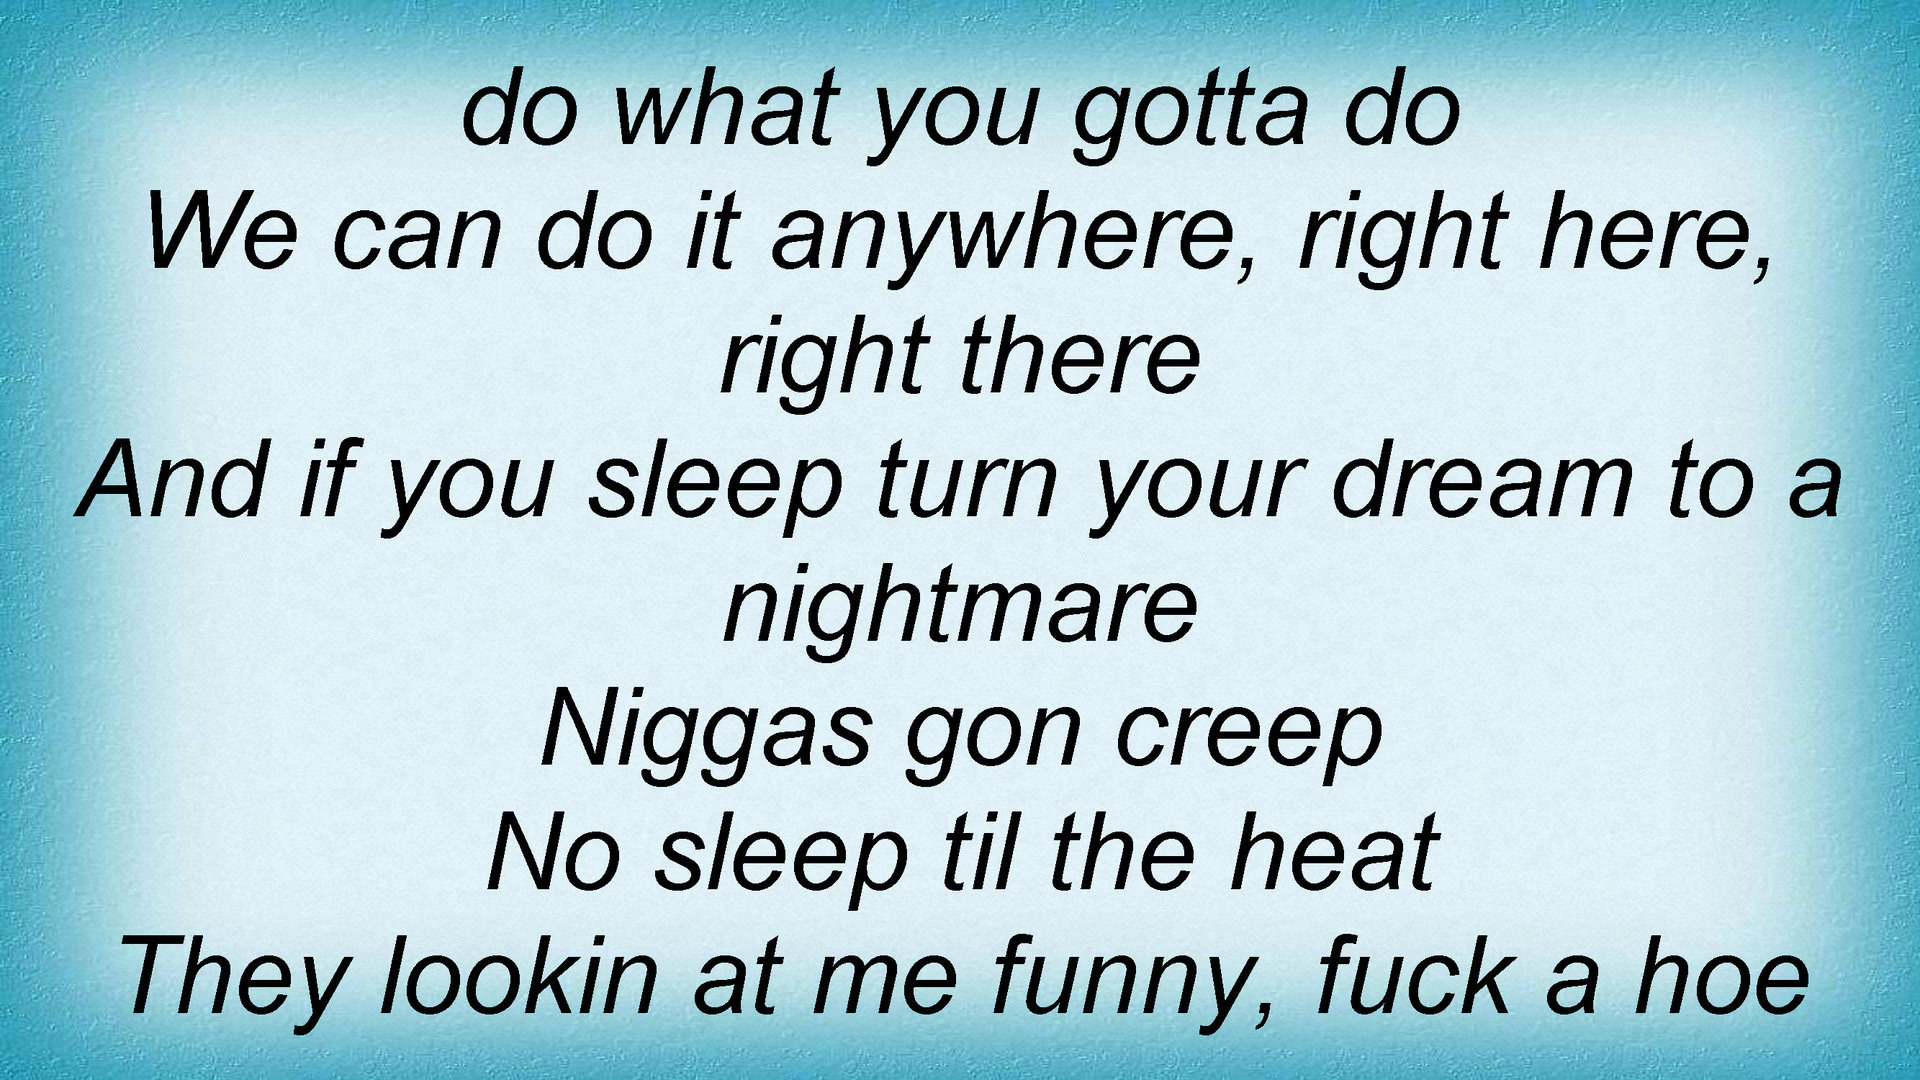 do what you gotta do
We can do it anywhere, right here,
right there
And if you sleep turn your dream to a
nightmare
Niggas gon creep
No sleep til the heat
They lookin at me funny, fuck a hoe